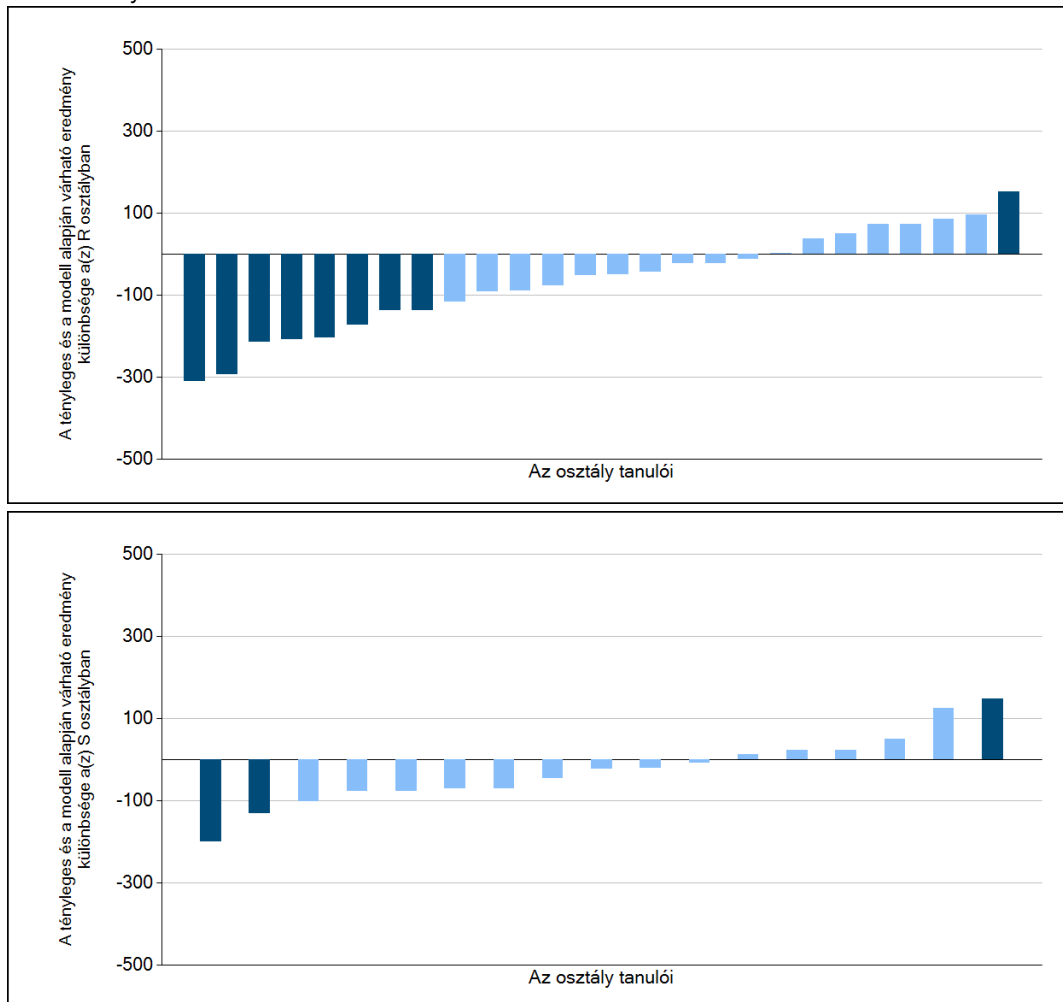 500
300
100
-100
-300
-500
A tényleges és a modell alapján várható eredmény
különbsége a(z) R osztályban
Az osztály tanulói
500
300
100
-100
-300
-500
A tényleges és a modell alapján várható eredmény
különbsége a(z) S osztályban
Az osztály tanulói